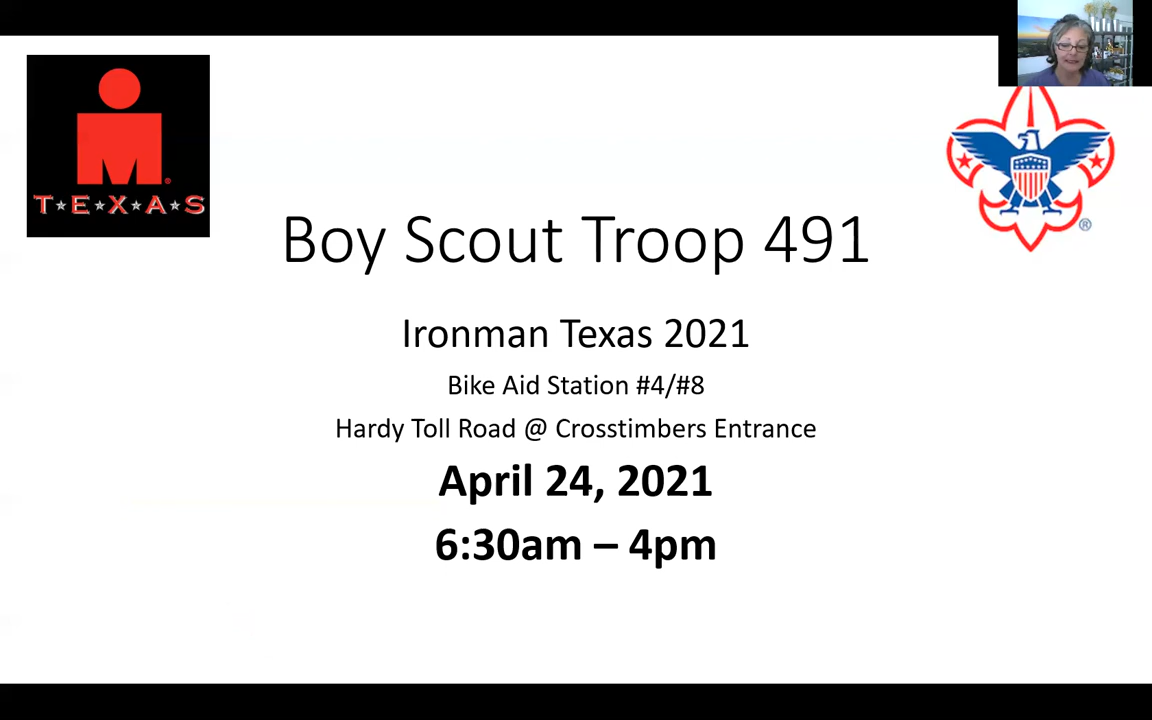 T★E★X★A★S
®
Boy Scout Troop 491
Ironman Texas 2021
Bike Aid Station #4/#8
Hardy Toll Road @ Crosstimbers Entrance
April 24, 2021
6:30am – 4pm